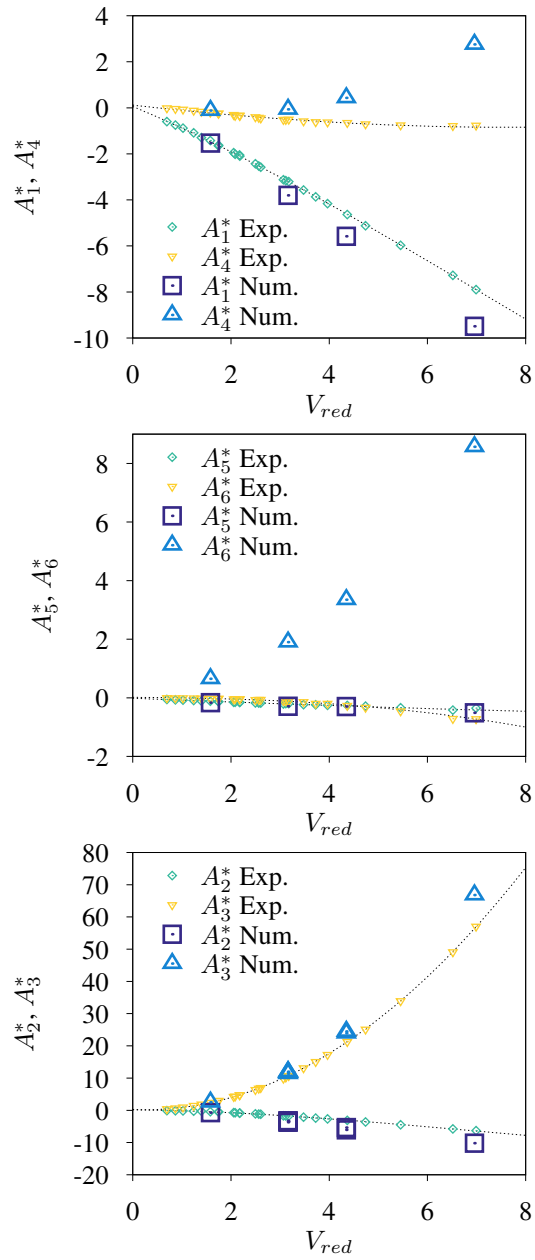 4
2
0
-2
-4
-6
-8
-10
A*1, A*4
A*1 Exp.
A*4 Exp.
A*1 Num.
A*4 Num.
0 2 4 6 8
Vred
8
6
4
2
0
-2
A*5, A*6
A*5 Exp.
A*6 Exp.
A*5 Num.
A*6 Num.
0 2 4 6 8
Vred
80
70
60
50
40
30
20
10
0
-10
-20
A*2, A*3
A*2 Exp.
A*3 Exp.
A*2 Num.
A*3 Num.
0 2 4 6 8
Vred